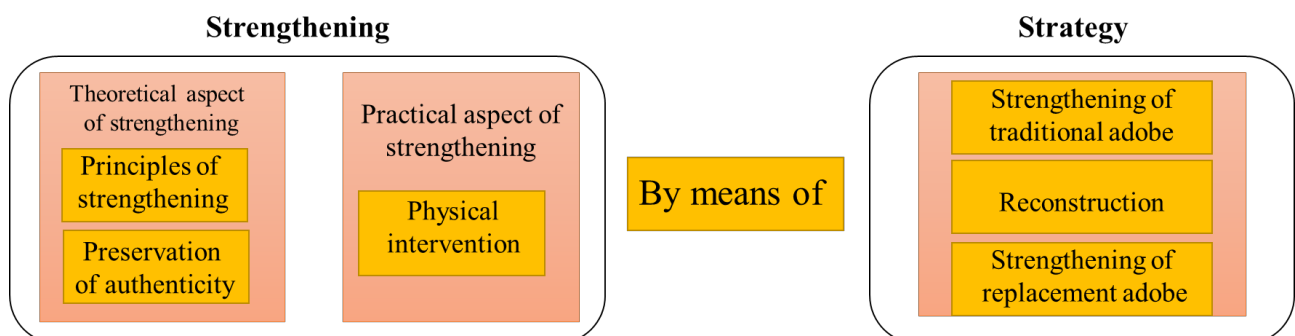 Strengthening
Theoretical aspect
of strengthening
Principles of
strengthening
Preservation
of authenticity
Practical aspect of
strengthening
Physical
intervention
By means of
Strategy
Strengthening of
traditional adobe
Reconstruction
Strengthening of
replacement adobe